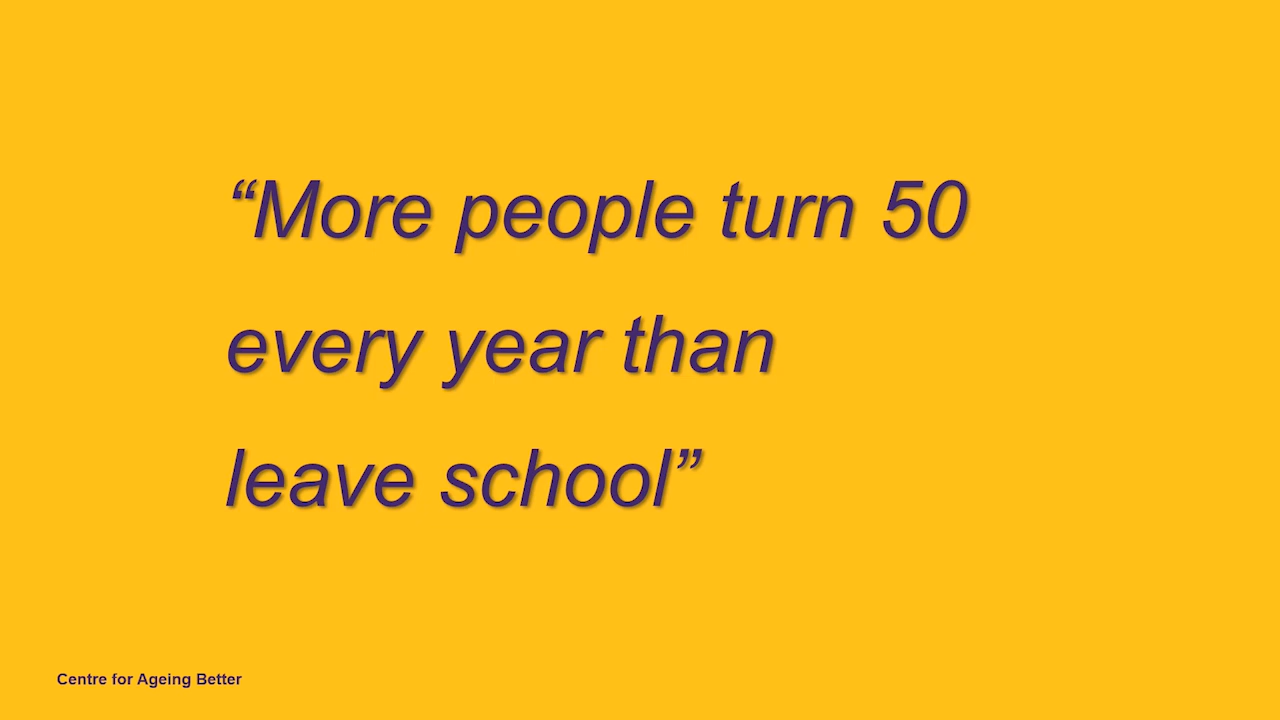 “More people turn 50
every year than
leave school”
Centre for Ageing Better